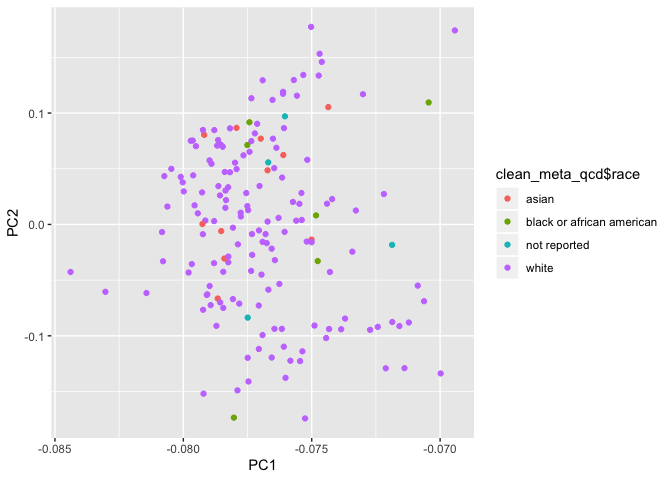 0.1
0.0
-0.1
PC2
-0.085
-0.080
-0.075
-0.070
PC1
clean_meta_qcd$race
asian
black or african american
not reported
white